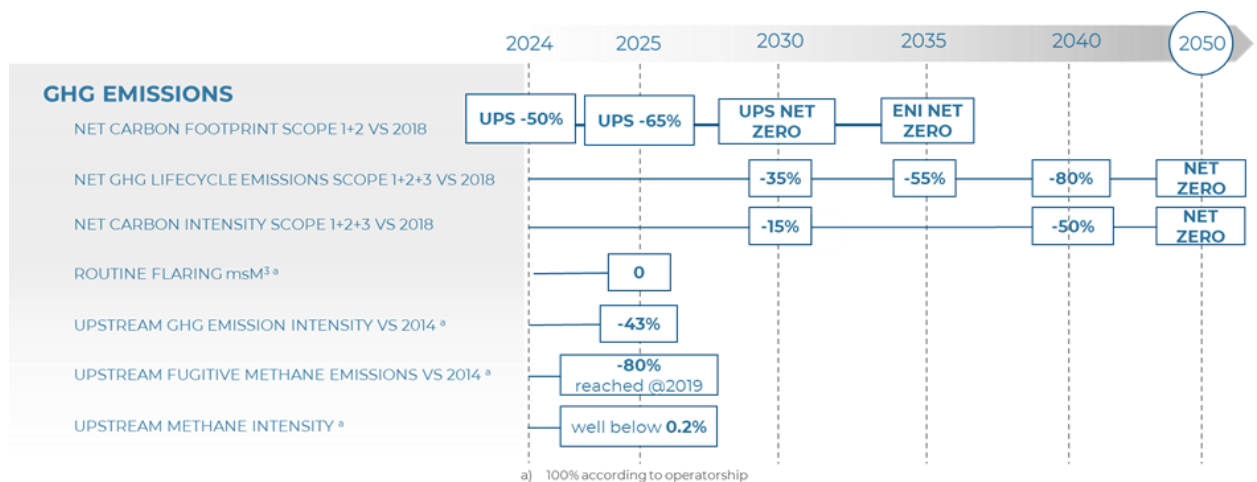 2024 2025 2030 2035 2040 2050
GHG EMISSIONS
NET CARBON FOOTPRINT SCOPE 1+2 VS 2018 UPS -50% UPS -65% UPS NET ZERO ENI NET ZERO
NET GHG LIFECYCLE EMISSIONS SCOPE 1+2+3 VS 2018 -35% -55% -80% NET ZERO
NET CARBON INTENSITY SCOPE 1+2+3 VS 2018 -15% -50% NET ZERO
ROUTINE FLARING msM³ ᵃ 0
UPSTREAM GHG EMISSION INTENSITY VS 2014 ᵃ -43%
UPSTREAM FUGITIVE METHANE EMISSIONS VS 2014 ᵃ -80% reached @2019
UPSTREAM METHANE INTENSITY ᵃ well below 0.2%
a) 100% according to operatorship